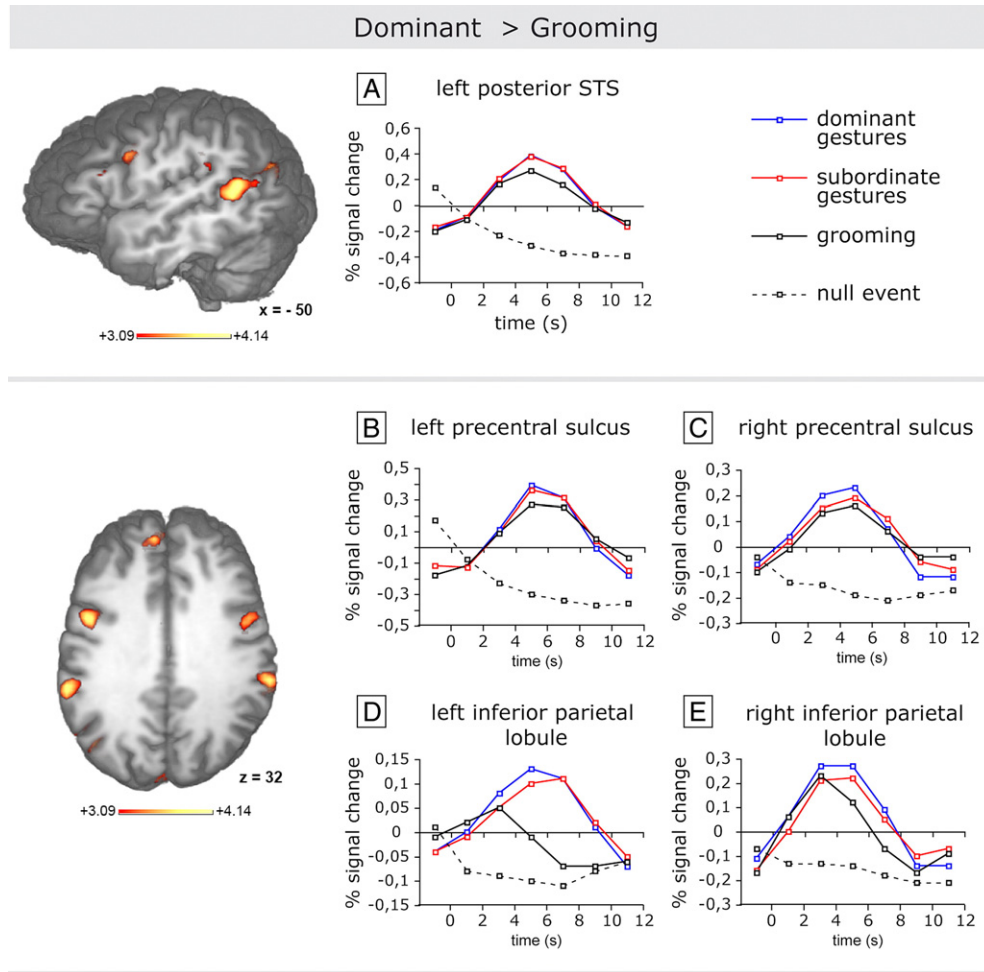 Dominant > Grooming
A left posterior STS
% signal change
0,6
0,4
0,2
0
-0,2
-0,4
-0,6
0 2 4 6 8 10 12
time (s)
dominant
gestures
subordinate
gestures
grooming
null event
x = - 50
+3.09 +4.14
B left precentral sulcus
% signal change
0,5
0,3
0,1
-0,1
-0,3
-0,5
0 2 4 6 8 10 12
time (s)
C right precentral sulcus
% signal change
0,3
0,2
0,1
0
-0,1
-0,2
-0,3
0 2 4 6 8 10 12
time (s)
z = 32
+3.09 +4.14
D left inferior parietal
lobule
% signal change
0,15
0,1
0,05
0
-0,05
-0,1
-0,15
0 2 4 6 8 10 12
time (s)
E right inferior parietal
lobule
% signal change
0,3
0,2
0,1
0
-0,1
-0,2
-0,3
0 2 4 6 8 10 12
time (s)